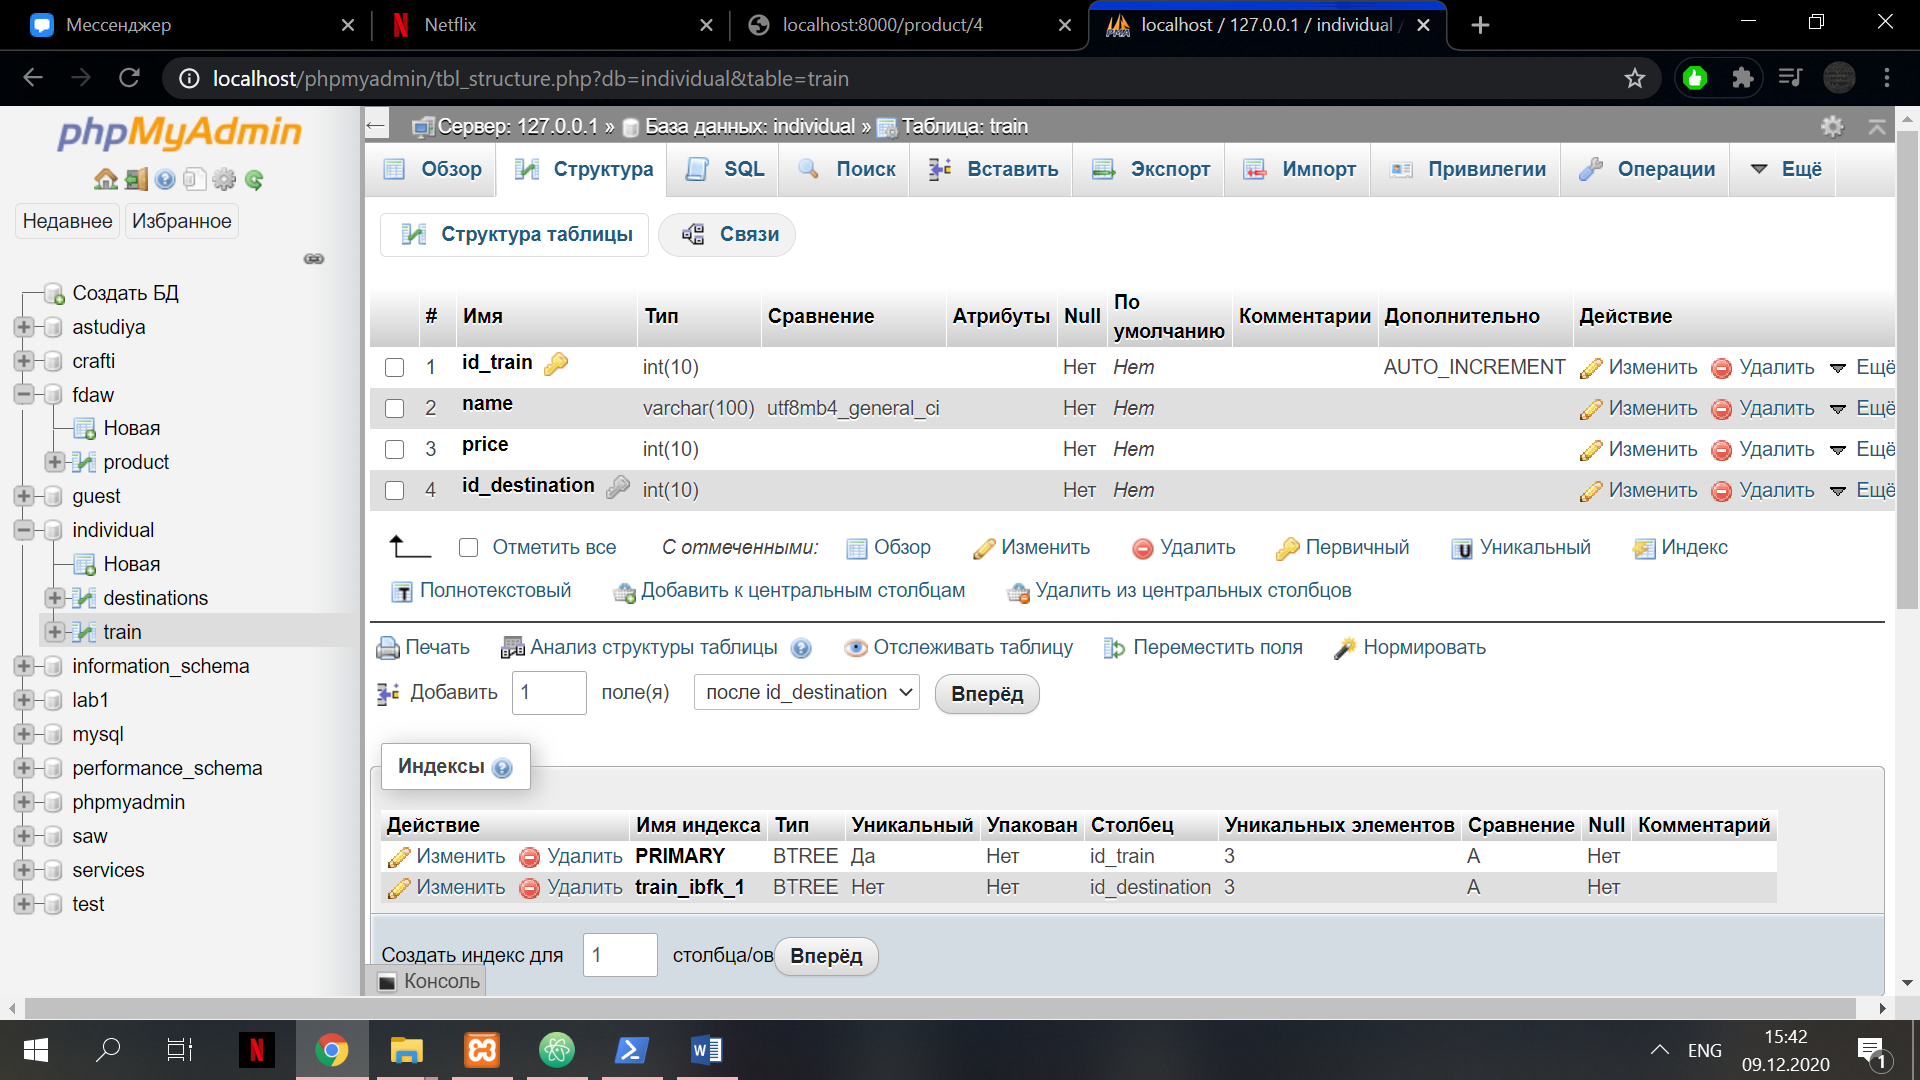 Мессенджер
Netflix
localhost:8000/product/4
localhost / 127.0.0.1 / individual /
localhost/phpmyadmin/tbl_structure.php?db=individual&table=train
phpMyAdmin
Недавнее Избранное
Создать БД
astudiya
crafti
fdaw
Новая
product
guest
individual
Новая
destinations
train
information_schema
lab1
mysql
performance_schema
phpmyadmin
saw
services
test
Сервер: 127.0.0.1 » База данных: individual » Таблица: train
Обзор Структура SQL Поиск Вставить Экспорт Импорт Привилегии Операции Ещё
Структура таблицы Связи
# Имя Тип Сравнение Атрибуты Null По умолчанию Комментарии Дополнительно Действие
1 id_train int(10) Нет Нет AUTO_INCREMENT Изменить Удалить Ещё
2 name varchar(100) utf8mb4_general_ci Нет Нет Изменить Удалить Ещё
3 price int(10) Нет Нет Изменить Удалить Ещё
4 id_destination int(10) Нет Нет Изменить Удалить Ещё
Отметить все С отмеченными: Обзор Изменить Удалить Первичный Уникальный Индекс
Полнотекстовый Добавить к центральным столбцам Удалить из центральных столбцов
Печать Анализ структуры таблицы Отслеживать таблицу Переместить поля Нормировать
Добавить 1 поле(я) после id_destination Вперёд
Индексы
Действие Имя индекса Тип Уникальный Упакован Столбец Уникальных элементов Сравнение Null Комментарий
Изменить Удалить PRIMARY BTREE Да Нет id_train 3 A Нет
Изменить Удалить train_ibfk_1 BTREE Нет Нет id_destination 3 A Нет
Создать индекс для 1 столбца/ов Вперёд
Консоль
ENG
15:42
09.12.2020
1